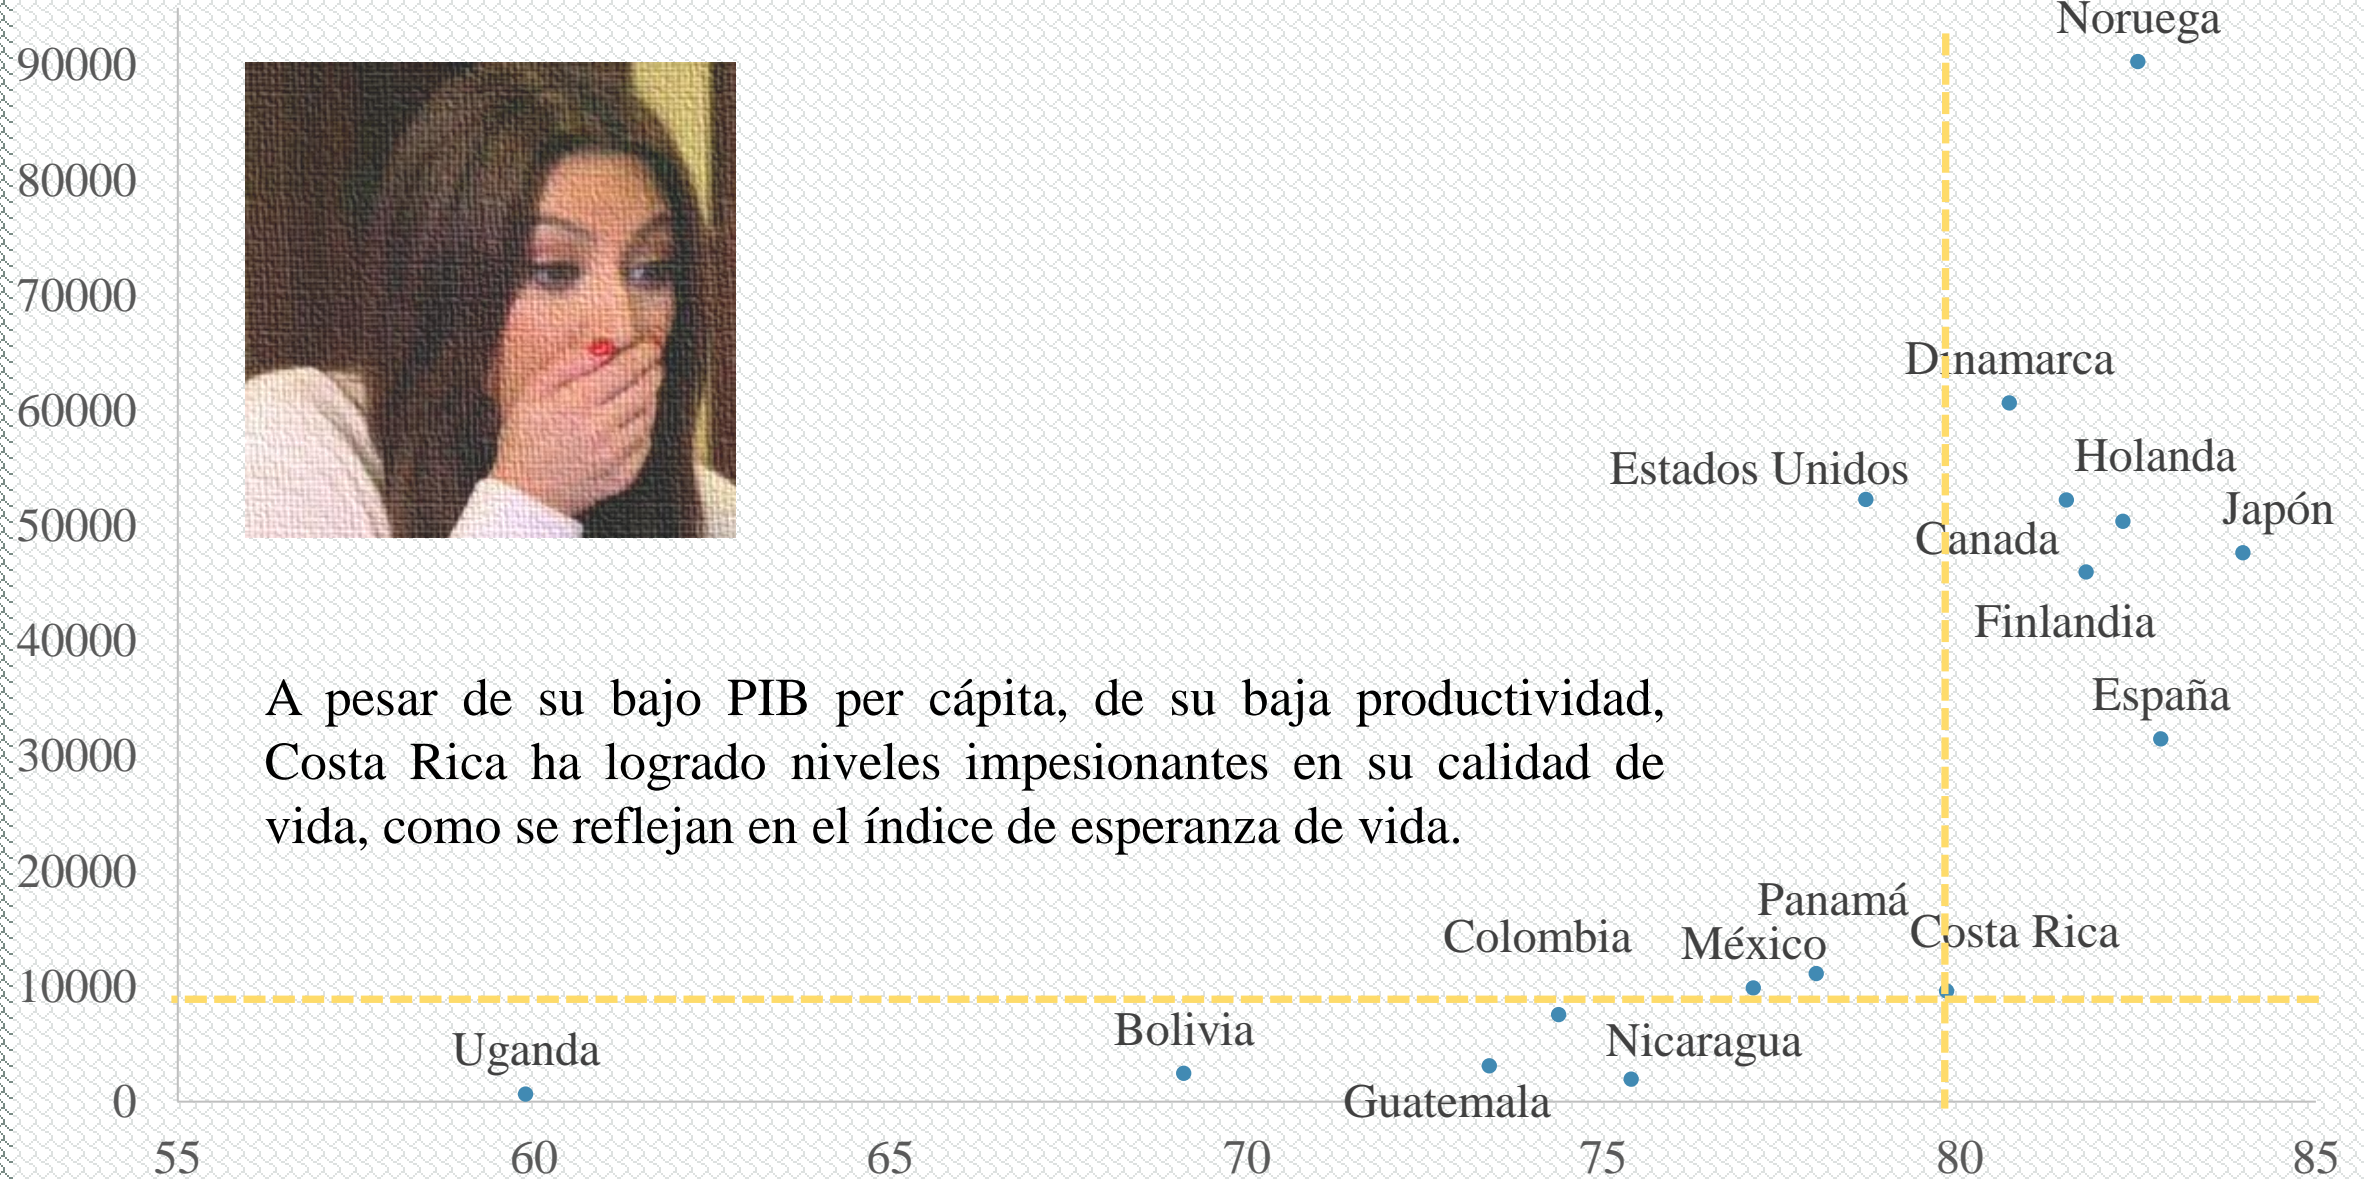 Noruega
90000
80000
70000
Dinamarca
60000
Estados Unidos
Holanda
50000
Japón
Canada
Finlandia
40000
A pesar de su bajo PIB per cápita, de su baja productividad,
España
Costa Rica ha logrado niveles impesionantes en su calidad de
30000
vida, como se reflejan en el índice de esperanza de vida.
20000
Panamá
Colombia
México
Costa Rica
10000
Bolivia
Nicaragua
Uganda
0
Guatemala
55 60 65 70 75 80 85